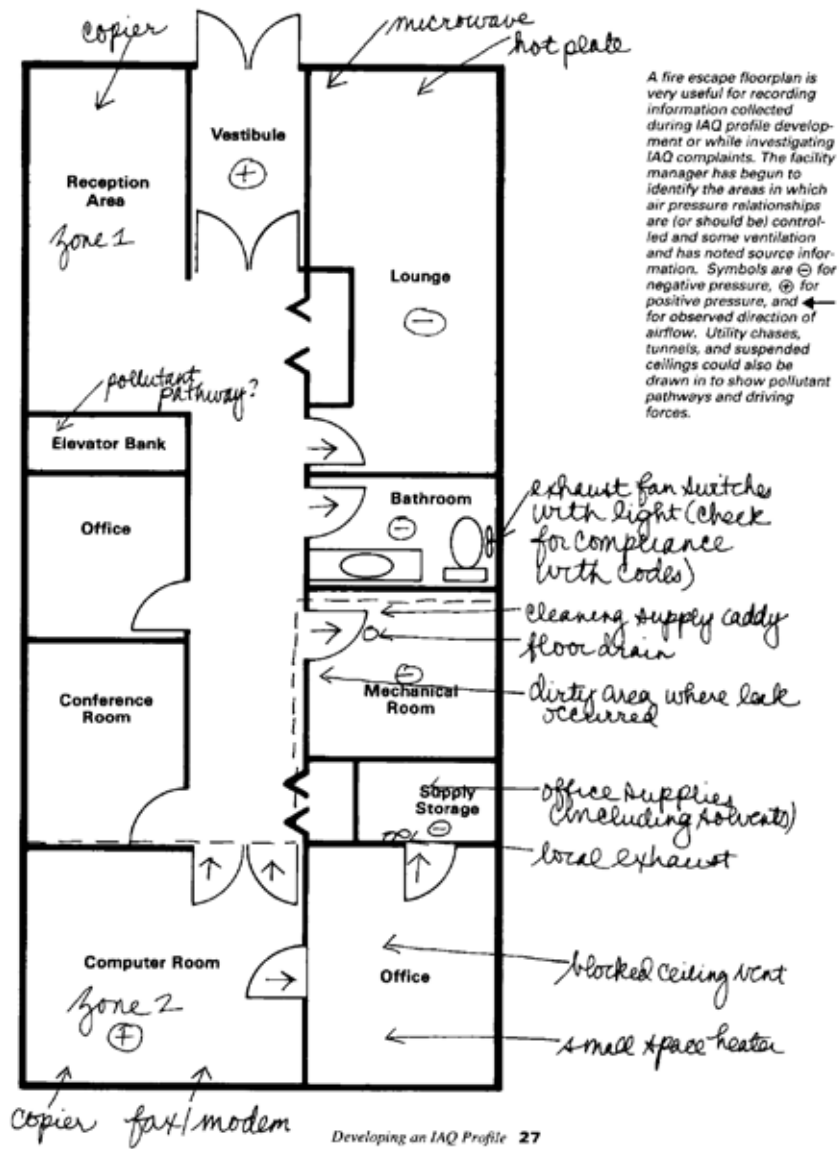 copier
microwave
hot plate
A fire escape floorplan is
very useful for recording
information collected
during IAQ profile develop-
ment or while investigating
IAQ complaints. The facility
manager has begun to
identify the areas in which
air pressure relationships
are (or should be) control-
led and some ventilation
and has noted source infor-
mation. Symbols are ⊖ for
negative pressure, ⊕ for
positive pressure, and ←
for observed direction of
airflow. Utility chases,
tunnels, and suspended
ceilings could also be
drawn in to show pollutant
pathways and driving
forces.
Vestibule
+
Reception
Area
zone 1
Lounge
−
pollutant
pathway?
Elevator Bank
Office
Bathroom
−
exhaust fan switches
with light (check
for compliance
with codes)
cleaning supply caddy
floor drain
−
Mechanical
Room
dirty area where leak
occurred
Conference
Room
Supply
Storage
−
office supplies
(including solvents)
local exhaust
Computer Room
zone 2
+
Office
blocked ceiling vent
small space heater
copier
fax/modem
Developing an IAQ Profile 27